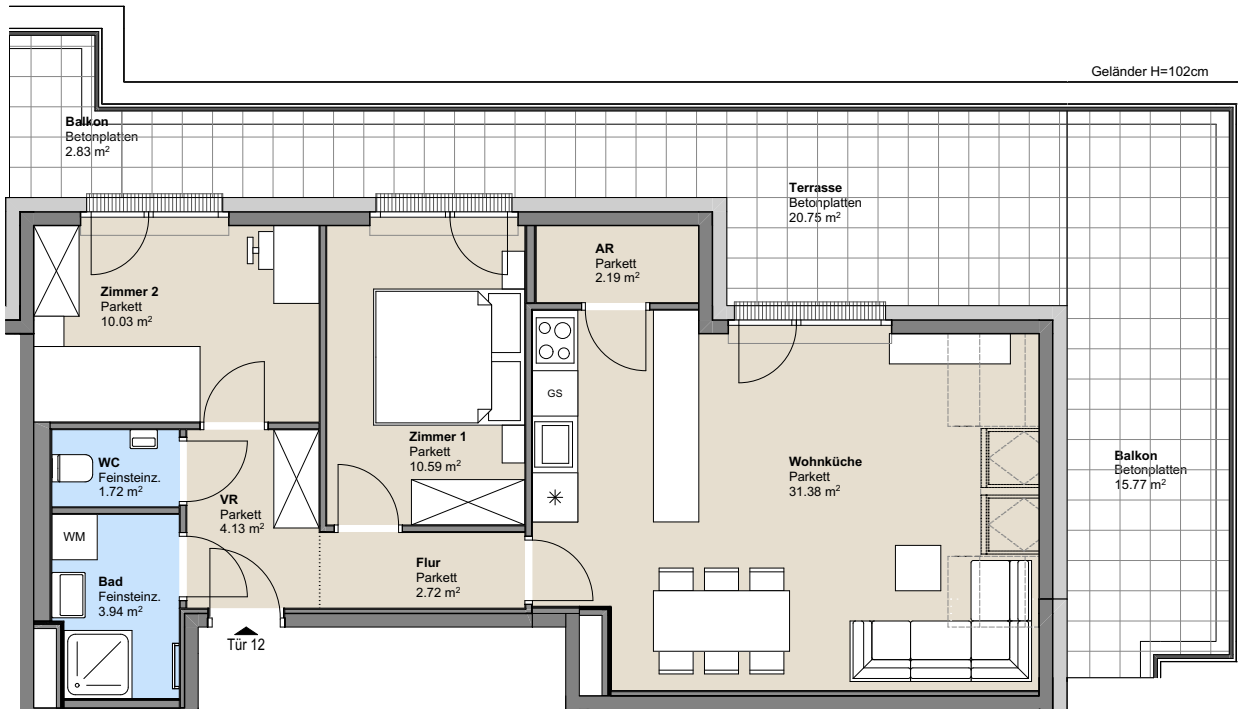 Geländer H=102cm
Balkon
Betonplatten
2.83 m²
Terrasse
Betonplatten
20.75 m²
AR
Parkett
2.19 m²
Zimmer 2
Parkett
10.03 m²
GS
Zimmer 1
Parkett
10.59 m²
Wohnküche
Parkett
31.38 m²
Balkon
Betonplatten
15.77 m²
WC
Feinsteinz.
1.72 m²
VR
Parkett
4.13 m²
WM
Bad
Feinsteinz.
3.94 m²
Flur
Parkett
2.72 m²
Tür 12